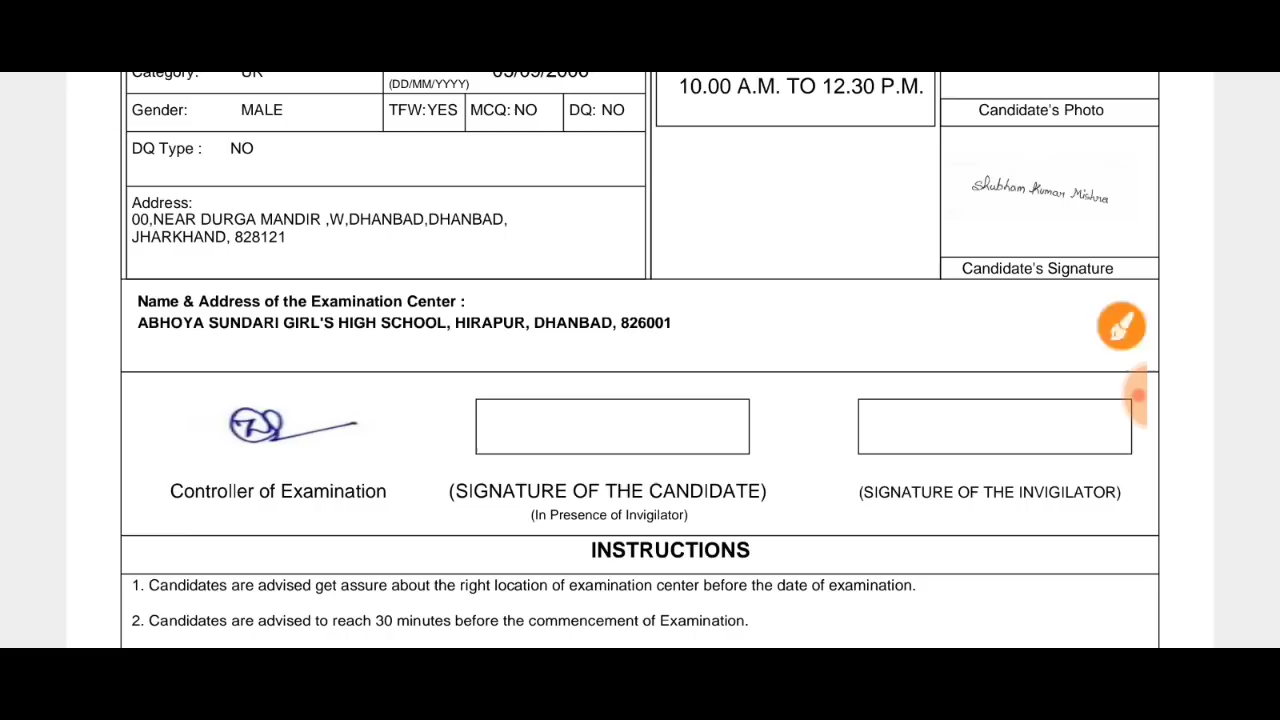 (DD/MM/YYYY)
10.00 A.M. TO 12.30 P.M.
Gender: MALE TFW: YES MCQ: NO DQ: NO
Candidate's Photo
DQ Type : NO
Shubham Kumar Mishra
Address:
00,NEAR DURGA MANDIR ,W,DHANBAD,DHANBAD,
JHARKHAND, 828121
Candidate's Signature
Name & Address of the Examination Center :
ABHOYA SUNDARI GIRL'S HIGH SCHOOL, HIRAPUR, DHANBAD, 826001
Controller of Examination (SIGNATURE OF THE CANDIDATE) (SIGNATURE OF THE INVIGILATOR)
(In Presence of Invigilator)
INSTRUCTIONS
1. Candidates are advised get assure about the right location of examination center before the date of examination.
2. Candidates are advised to reach 30 minutes before the commencement of Examination.